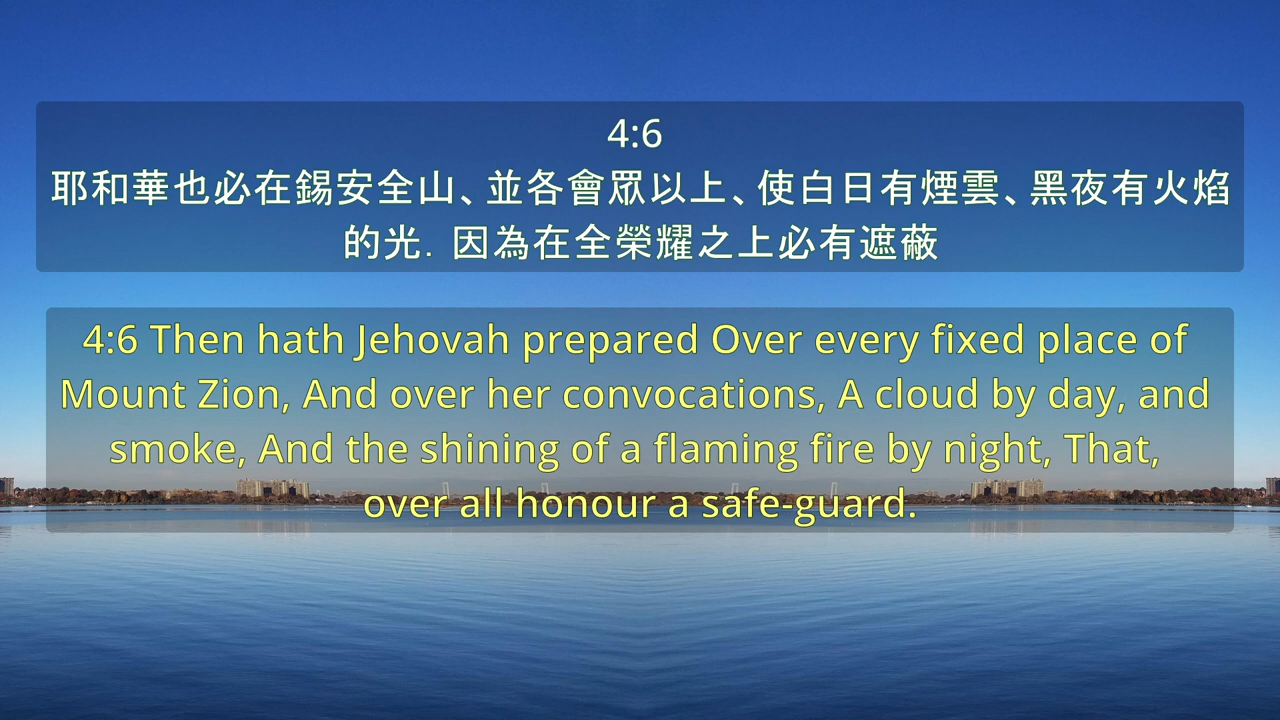 4:6
耶和華也必在錫安全山、並各會眾以上、使白日有煙雲、黑夜有火焰
的光．因為在全榮耀之上必有遮蔽
4:6 Then hath Jehovah prepared Over every fixed place of
Mount Zion, And over her convocations, A cloud by day, and
smoke, And the shining of a flaming fire by night, That,
over all honour a safe-guard.